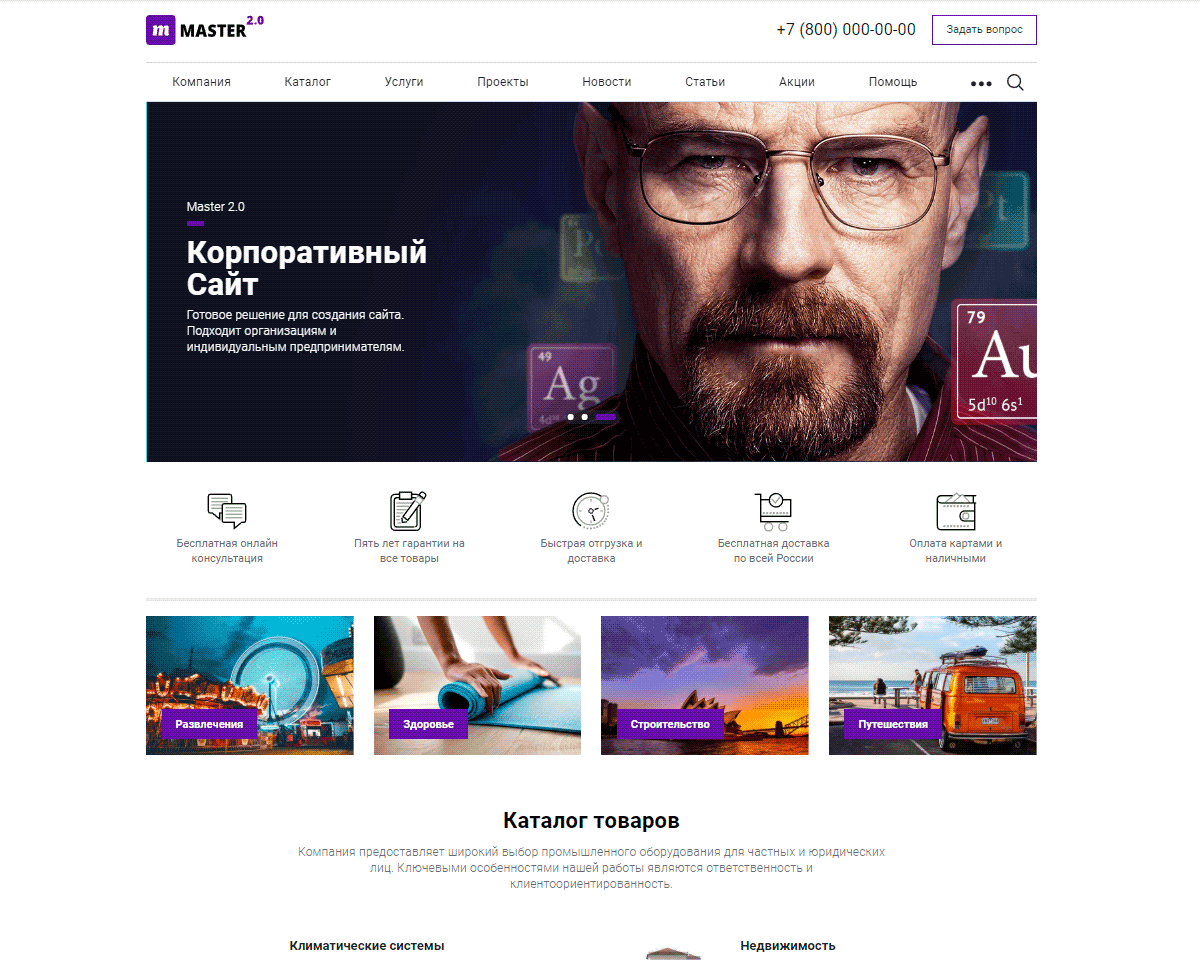 m MASTER 2.0
+7 (800) 000-00-00
Задать вопрос
Компания Каталог Услуги Проекты Новости Статьи Акции Помощь
Master 2.0
Корпоративный
Сайт
Готовое решение для создания сайта.
Подходит организациям и
индивидуальным предпринимателям.
Pt
49
Ag
79
Au
5d¹⁰ 6s¹
Бесплатная онлайн
консультация
Пять лет гарантии на
все товары
Быстрая отгрузка и
доставка
Бесплатная доставка
по всей России
Оплата картами и
наличными
Развлечения
Здоровье
Строительство
Путешествия
Каталог товаров
Компания предоставляет широкий выбор промышленного оборудования для частных и юридических
лиц. Ключевыми особенностями нашей работы являются ответственность и
клиентоориентированность.
Климатические системы
Недвижимость